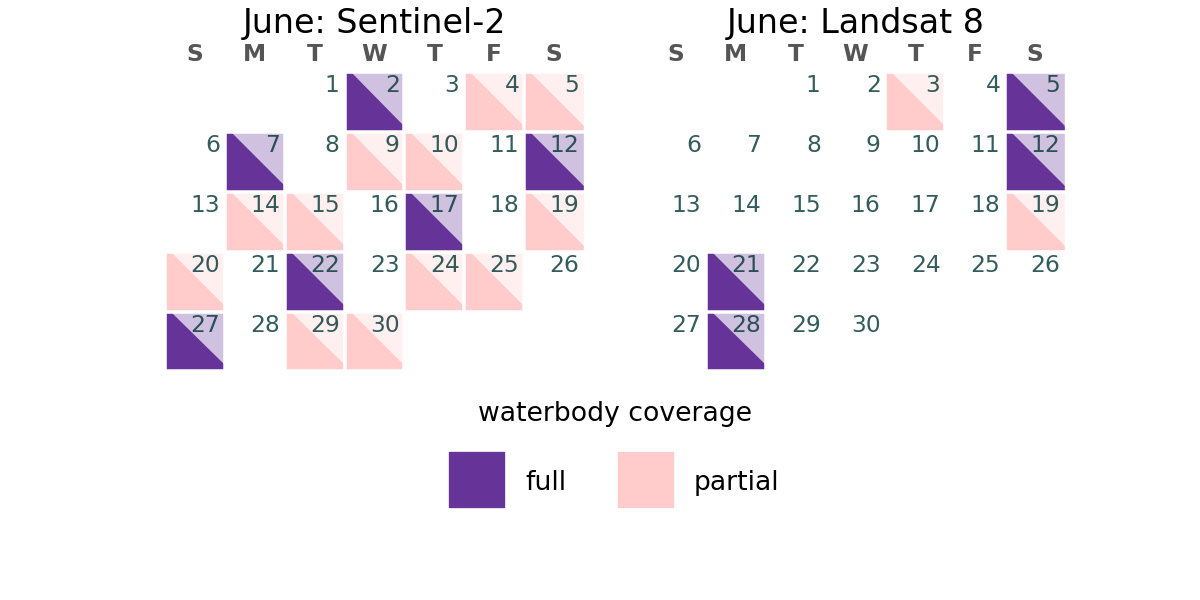 June: Sentinel-2
S M T W T F S
1 2 3 4 5
6 7 8 9 10 11 12
13 14 15 16 17 18 19
20 21 22 23 24 25 26
27 28 29 30
June: Landsat 8
S M T W T F S
1 2 3 4 5
6 7 8 9 10 11 12
13 14 15 16 17 18 19
20 21 22 23 24 25 26
27 28 29 30
waterbody coverage
full partial